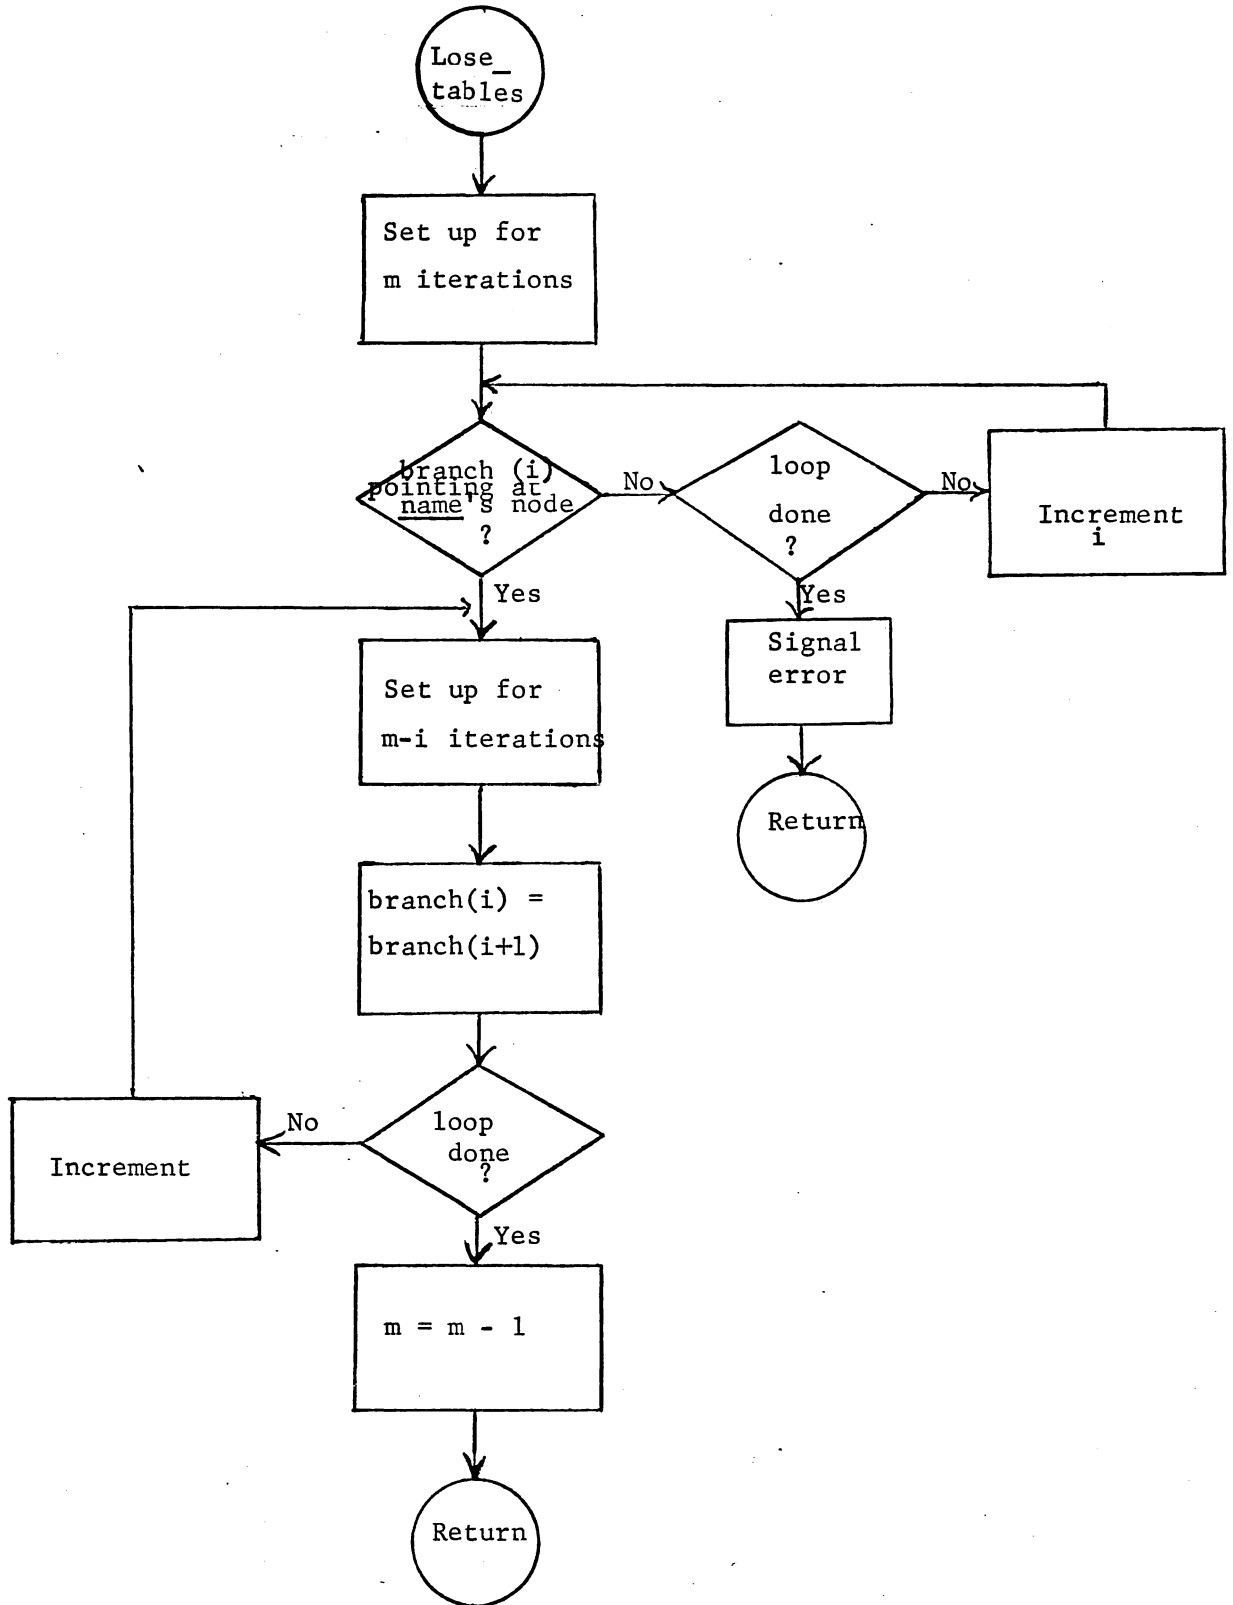 Lose_
tables
Set up for
m iterations
branch (i)
pointing at
name's node
?
No
loop
done
?
No
Increment
i
Yes
Yes
Signal
error
Return
Set up for
m-i iterations
branch(i) =
branch(i+1)
loop
done
?
No
Increment
Yes
m = m - 1
Return